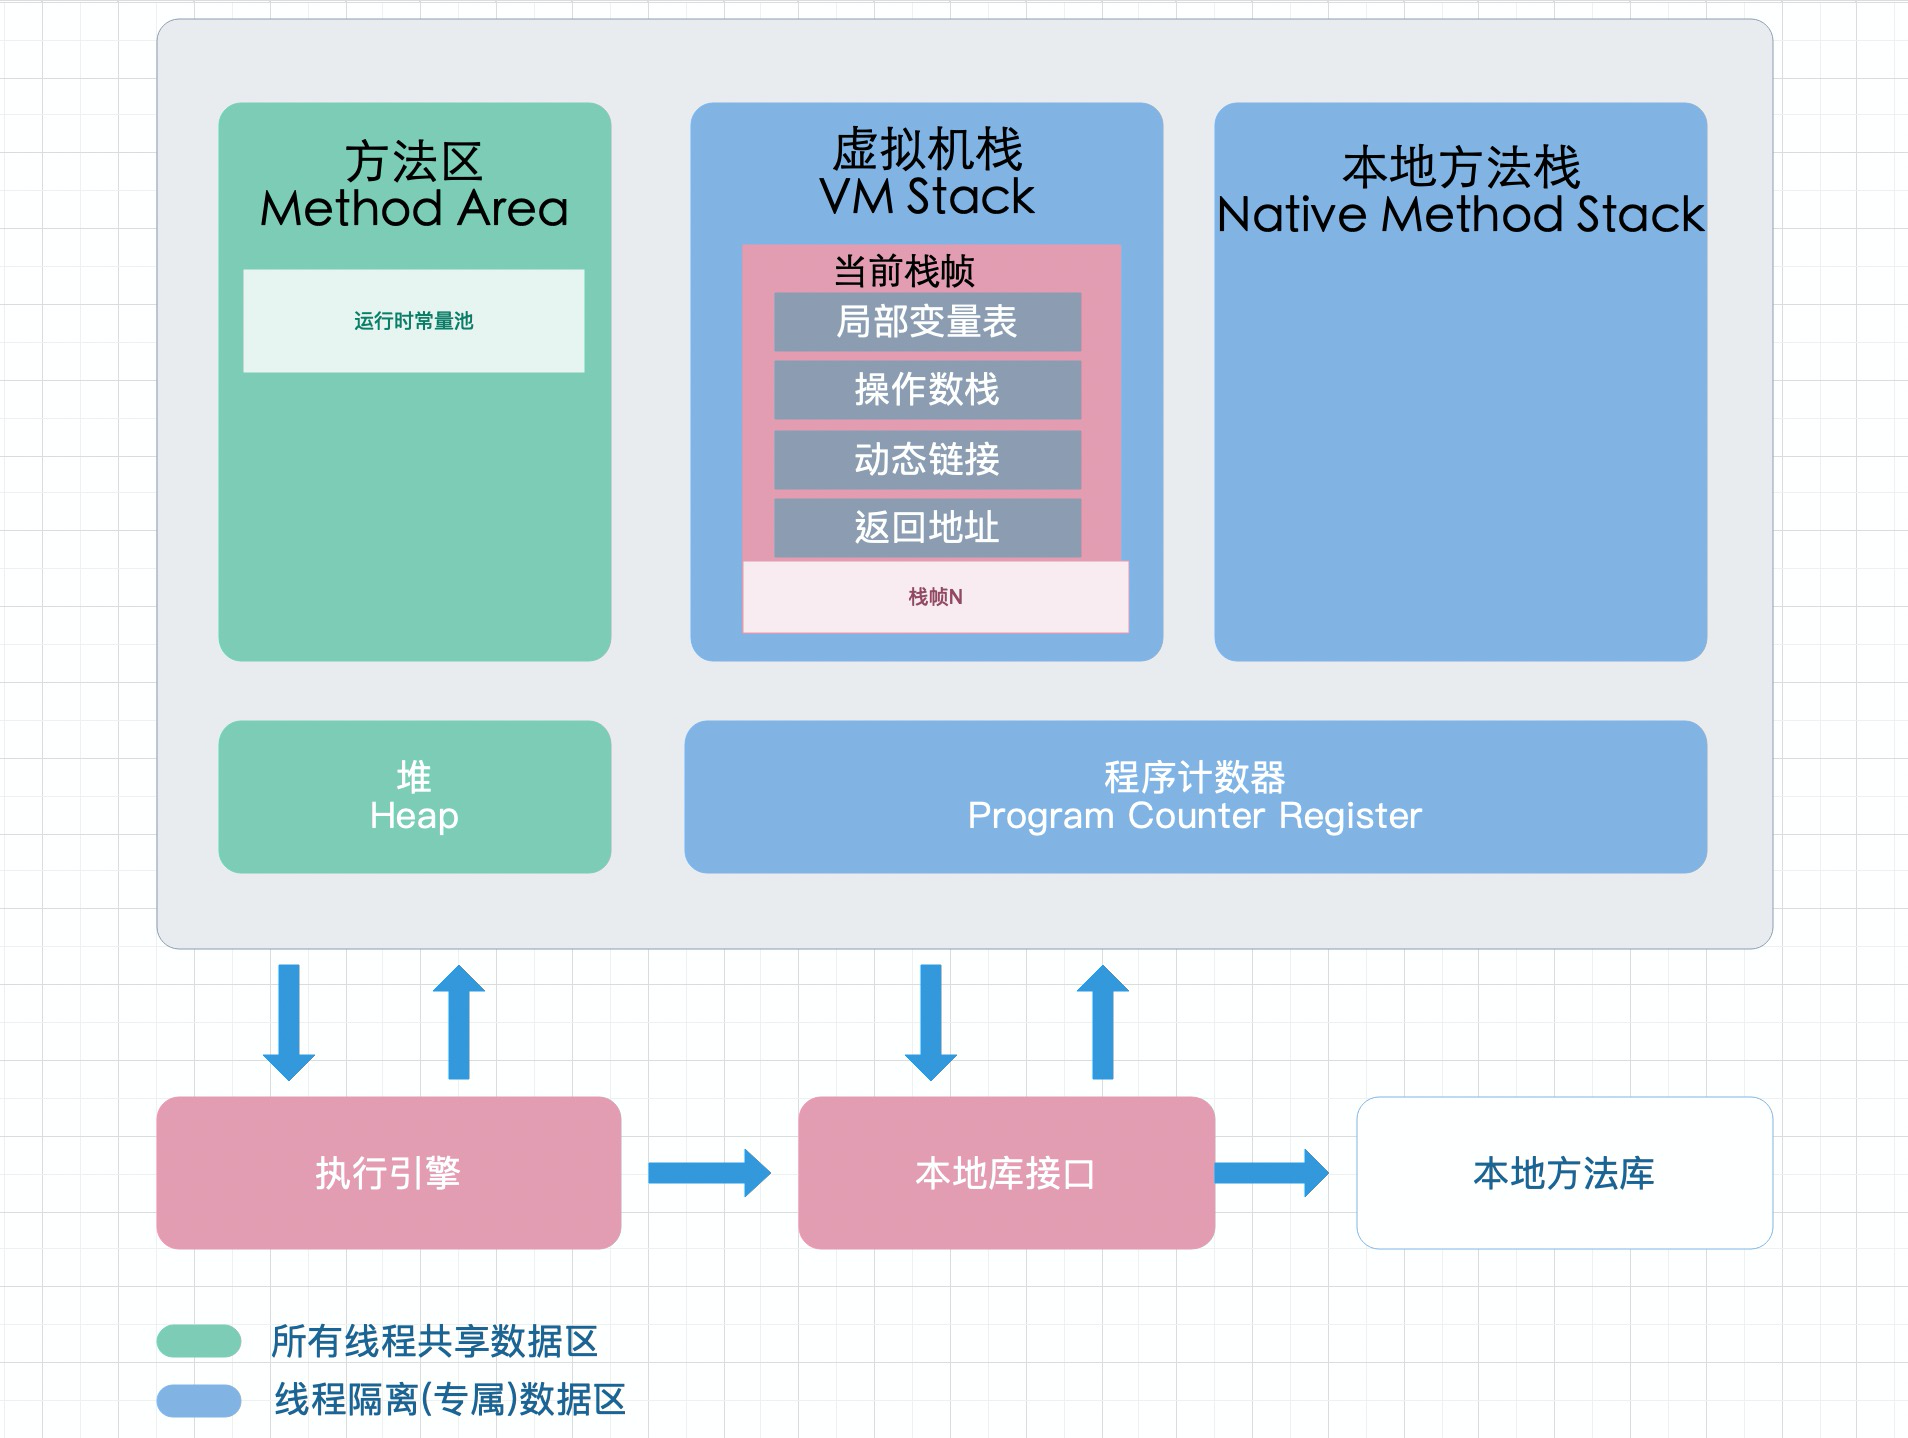 方法区
Method Area
运行时常量池
虚拟机栈
VM Stack
当前栈帧
局部变量表
操作数栈
动态链接
返回地址
栈帧N
本地方法栈
Native Method Stack
堆
Heap
程序计数器
Program Counter Register
执行引擎
本地库接口
本地方法库
所有线程共享数据区
线程隔离(专属)数据区